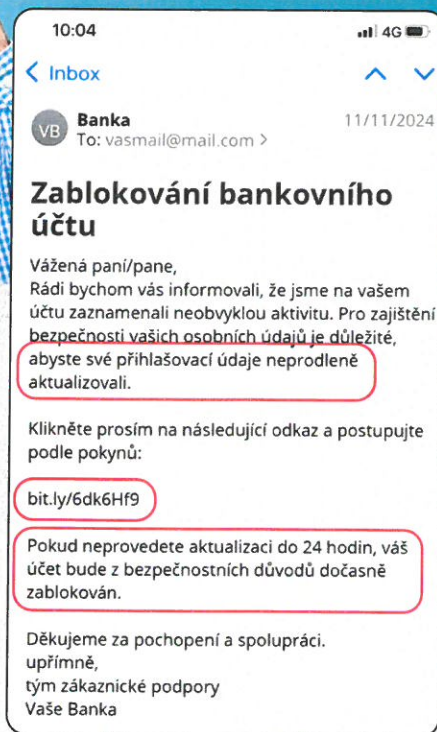 10:04
4G
Inbox
VB
Banka
11/11/2024
To: vasmail@mail.com >
Zablokování bankovního
účtu
Vážená paní/pane,
Rádi bychom vás informovali, že jsme na vašem
účtu zaznamenali neobvyklou aktivitu. Pro zajištění
bezpečnosti vašich osobních údajů je důležité,
abyste své přihlašovací údaje neprodleně
aktualizovali.
Klikněte prosím na následující odkaz a postupujte
podle pokynů:
bit.ly/6dk6Hf9
Pokud neprovedete aktualizaci do 24 hodin, váš
účet bude z bezpečnostních důvodů dočasně
zablokován.
Děkujeme za pochopení a spolupráci.
upřímně,
tým zákaznické podpory
Vaše Banka